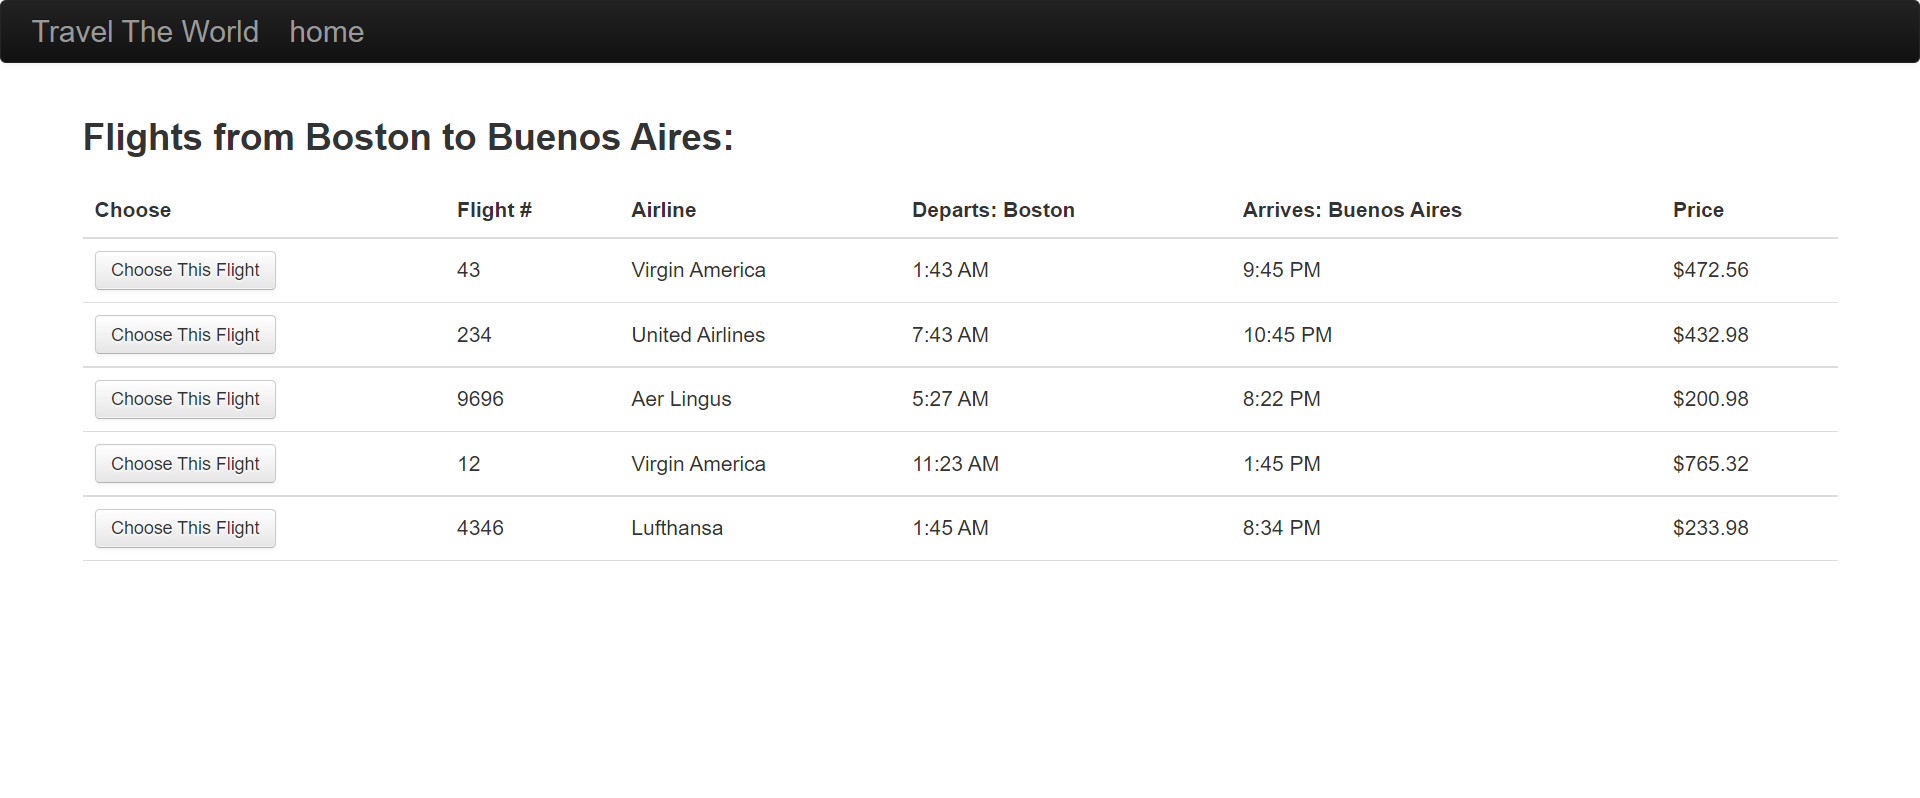 Travel The World home
Flights from Boston to Buenos Aires:
Choose Flight # Airline Departs: Boston Arrives: Buenos Aires Price
Choose This Flight 43 Virgin America 1:43 AM 9:45 PM $472.56
Choose This Flight 234 United Airlines 7:43 AM 10:45 PM $432.98
Choose This Flight 9696 Aer Lingus 5:27 AM 8:22 PM $200.98
Choose This Flight 12 Virgin America 11:23 AM 1:45 PM $765.32
Choose This Flight 4346 Lufthansa 1:45 AM 8:34 PM $233.98